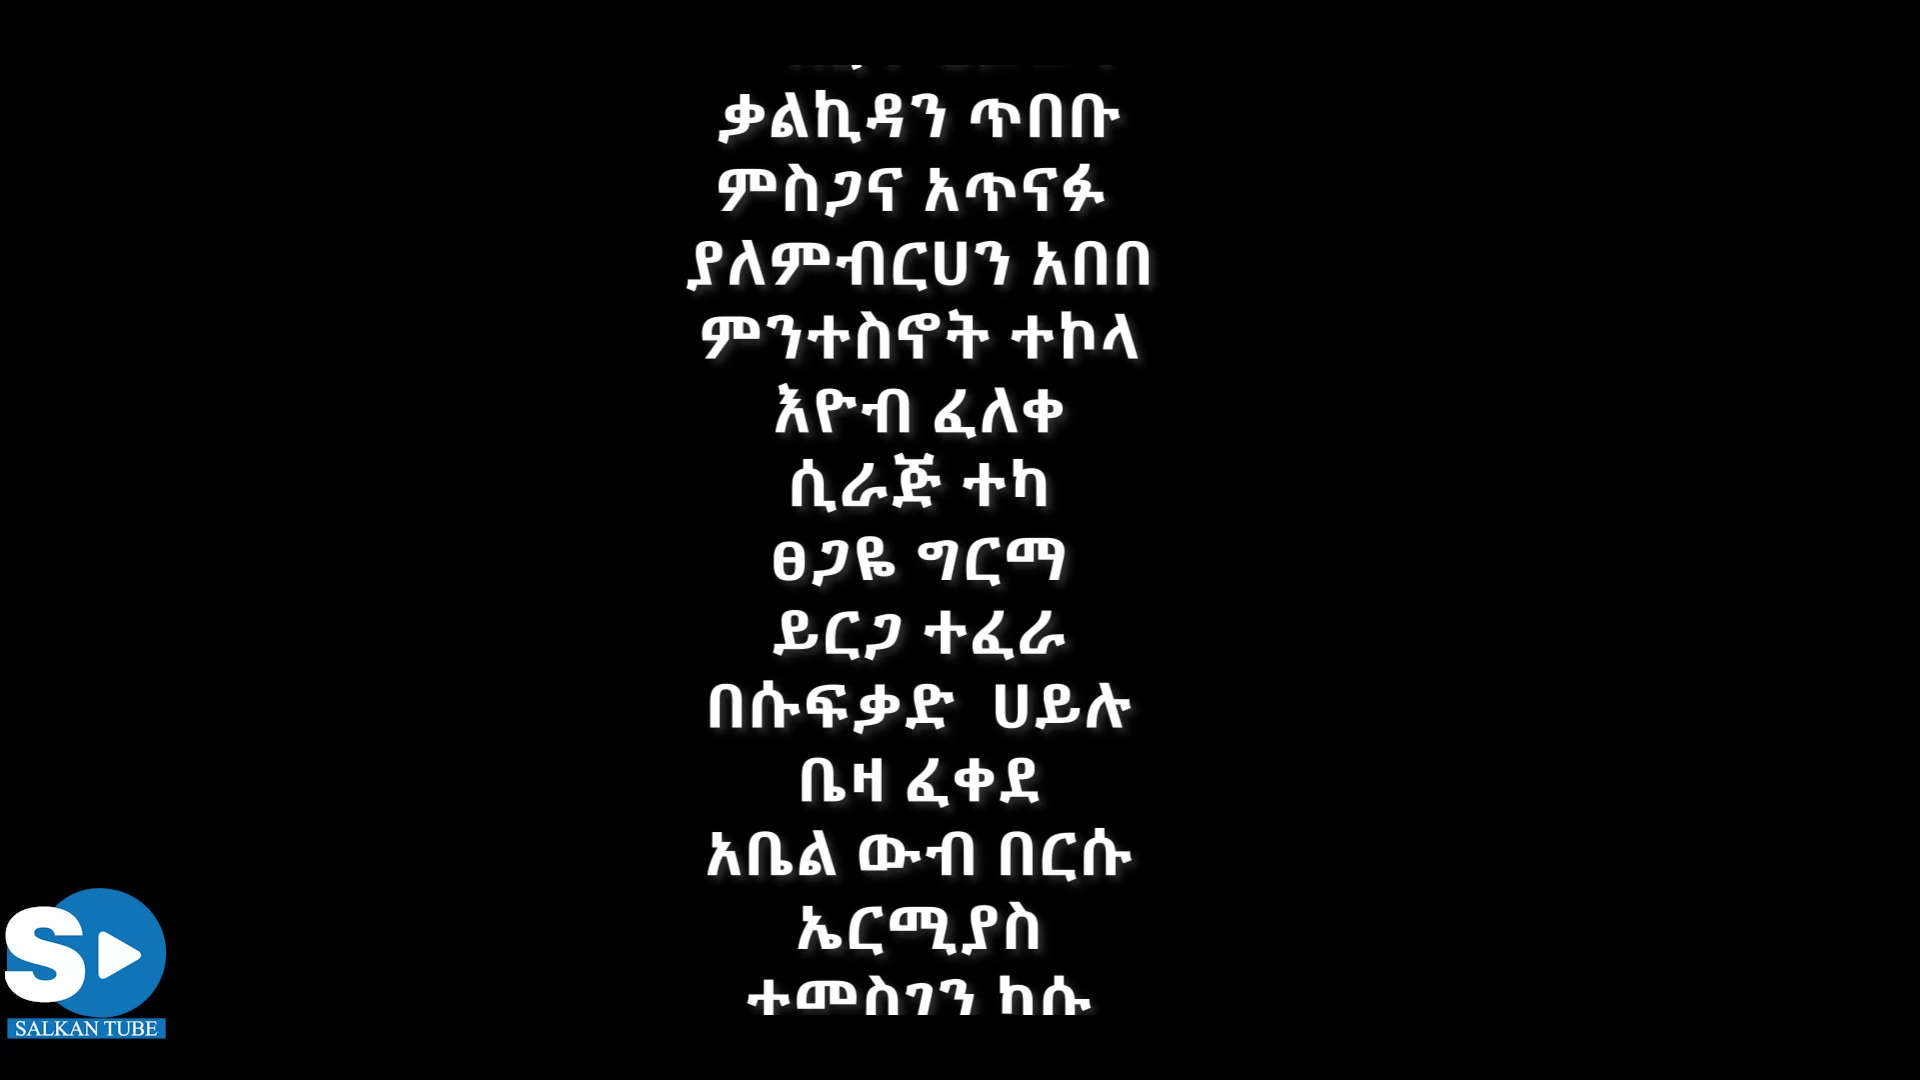 ቃልኪዳን ጥበቡ
ምስጋና አጥናፉ
ያለምብርሀን አበበ
ምንተስኖት ተኮላ
እዮብ ፈለቀ
ሲራጅ ተካ
ፀጋዬ ግርማ
ይርጋ ተፈራ
በሱፍቃድ ሀይሉ
ቤዛ ፈቀደ
አቤል ውብ በርሱ
ኤርሚያስ
ተመስገን ካሱ
S
SALKAN TUBE